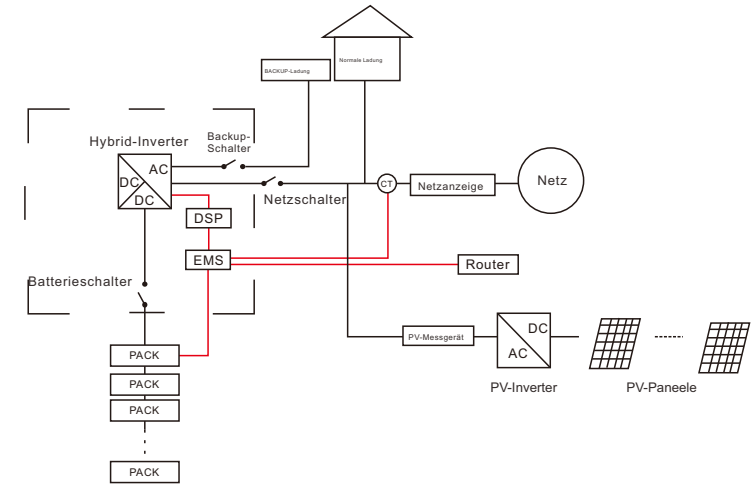 Normale Ladung
BACKUP-Ladung
Hybrid-Inverter
Backup-
Schalter
AC
DC
DC
CT
Netzanzeige
Netz
Netzschalter
DSP
EMS
Router
Batterieschalter
PV-Messgerät
DC
AC
PACK
PV-Inverter
PV-Paneele
PACK
PACK
PACK